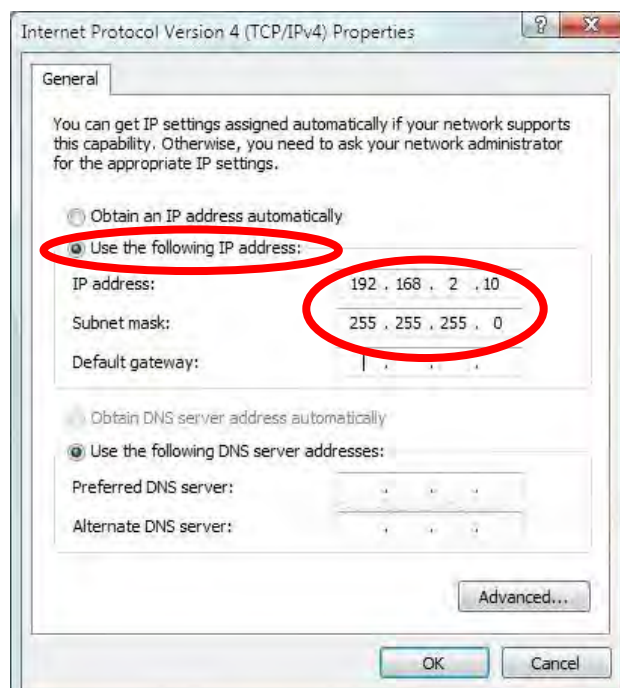 Internet Protocol Version 4 (TCP/IPv4) Properties
General
You can get IP settings assigned automatically if your network supports
this capability. Otherwise, you need to ask your network administrator
for the appropriate IP settings.
Obtain an IP address automatically
Use the following IP address:
IP address: 192 . 168 . 2 . 10
Subnet mask: 255 . 255 . 255 . 0
Default gateway: . . .
Obtain DNS server address automatically
Use the following DNS server addresses:
Preferred DNS server: . . .
Alternate DNS server: . . .
Advanced...
OK Cancel